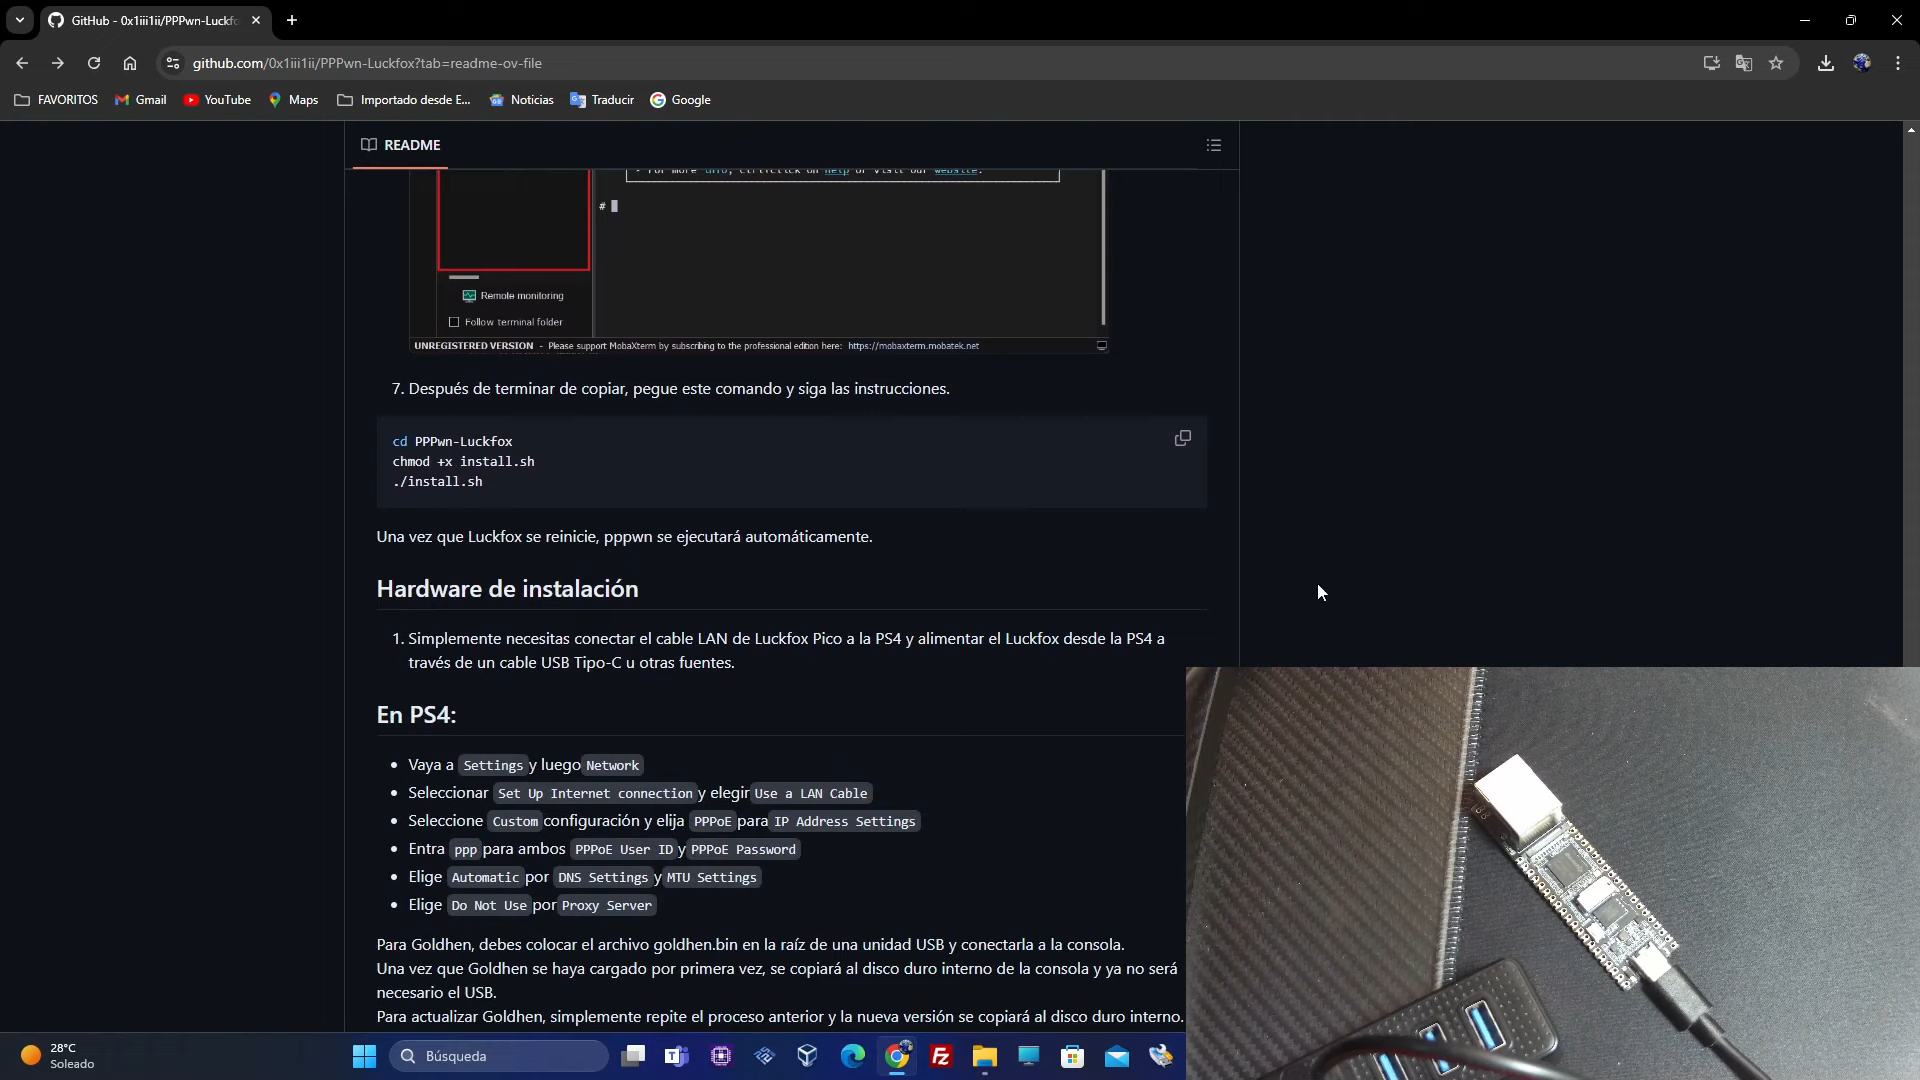 GitHub - 0x1iii1ii/PPPwn-Luckfo
github.com/0x1iii1ii/PPPwn-Luckfox?tab=readme-ov-file
FAVORITOS Gmail YouTube Maps Importado desde E... Noticias Traducir Google
README
- For more info, ctrl+click on help or visit our website.
#
Remote monitoring
Follow terminal folder
UNREGISTERED VERSION - Please support MobaXterm by subscribing to the professional edition here: https://mobaxterm.mobatek.net
7. Después de terminar de copiar, pegue este comando y siga las instrucciones.
cd PPPwn-Luckfox
chmod +x install.sh
./install.sh
Una vez que Luckfox se reinicie, pppwn se ejecutará automáticamente.
Hardware de instalación
1. Simplemente necesitas conectar el cable LAN de Luckfox Pico a la PS4 y alimentar el Luckfox desde la PS4 a
través de un cable USB Tipo-C u otras fuentes.
En PS4:
• Vaya a Settings y luego Network
• Seleccionar Set Up Internet connection y elegir Use a LAN Cable
• Seleccione Custom configuración y elija PPPoE para IP Address Settings
• Entra ppp para ambos PPPoE User ID y PPPoE Password
• Elige Automatic por DNS Settings y MTU Settings
• Elige Do Not Use por Proxy Server
Para Goldhen, debes colocar el archivo goldhen.bin en la raíz de una unidad USB y conectarla a la consola.
Una vez que Goldhen se haya cargado por primera vez, se copiará al disco duro interno de la consola y ya no será
necesario el USB.
Para actualizar Goldhen, simplemente repite el proceso anterior y la nueva versión se copiará al disco duro interno.
28°C
Soleado
Búsqueda